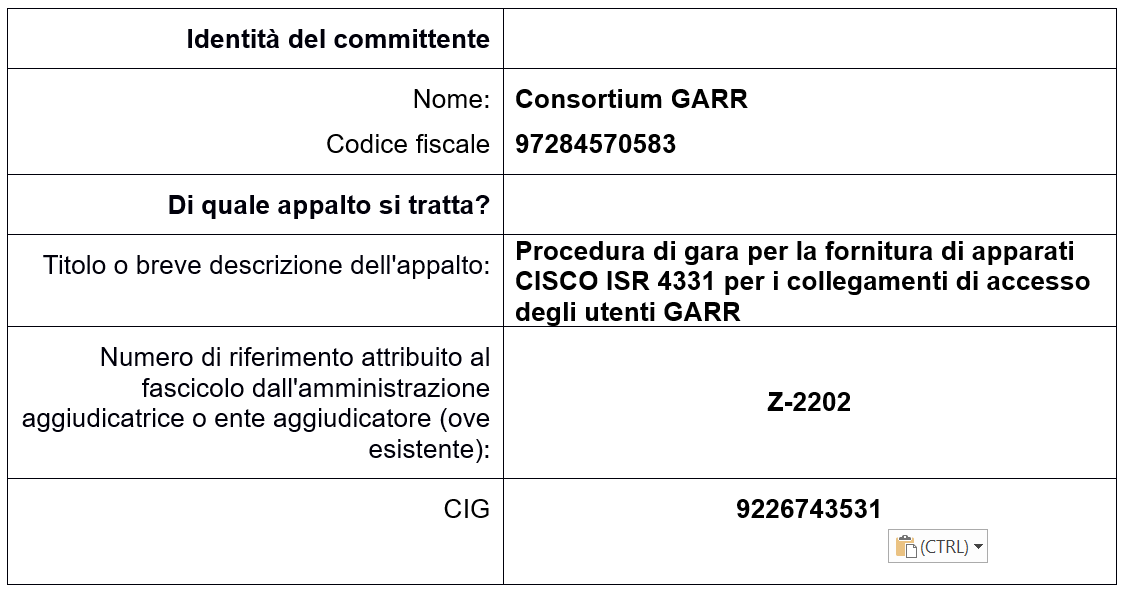 Identità del committente
Nome: Consortium GARR
Codice fiscale 97284570583
Di quale appalto si tratta?
Titolo o breve descrizione dell'appalto:
Procedura di gara per la fornitura di apparati
CISCO ISR 4331 per i collegamenti di accesso
degli utenti GARR
Numero di riferimento attribuito al
fascicolo dall'amministrazione
aggiudicatrice o ente aggiudicatore (ove
esistente):
Z-2202
CIG 9226743531
(CTRL)